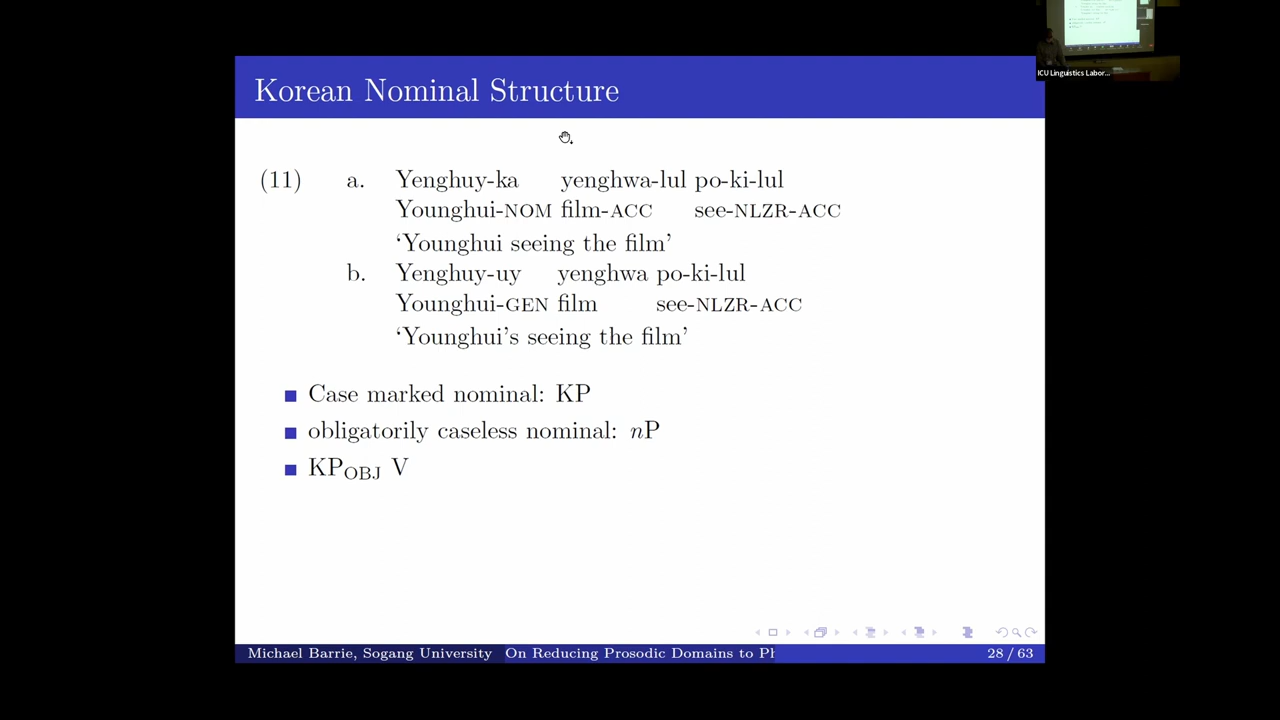 ICU Linguistics Labor...
Korean Nominal Structure
(11) a. Yenghuy-ka yenghwa-lul po-ki-lul
Younghui-NOM film-ACC see-NLZR-ACC
‘Younghui seeing the film’
b. Yenghuy-uy yenghwa po-ki-lul
Younghui-GEN film see-NLZR-ACC
‘Younghui’s seeing the film’
Case marked nominal: KP
obligatorily caseless nominal: nP
KPOBJ V
Michael Barrie, Sogang University On Reducing Prosodic Domains to Ph 28 / 63